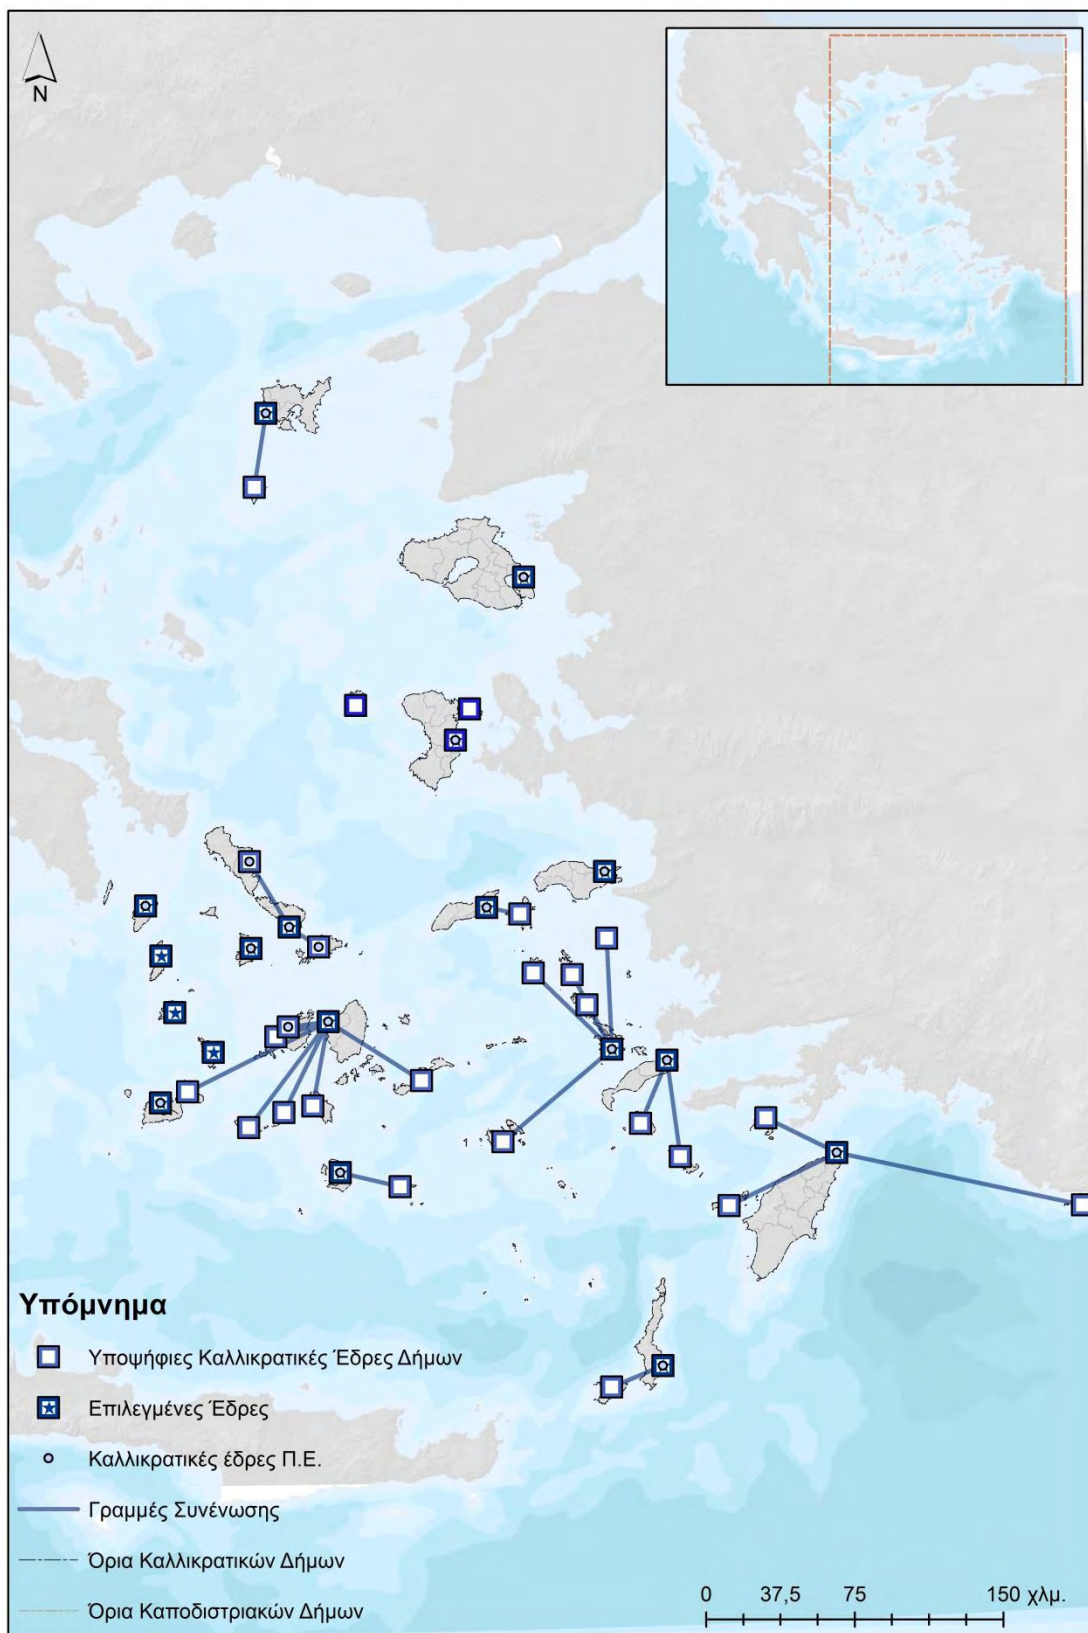 N
Υπόμνημα
Υποψήφιες Καλλικρατικές Έδρες Δήμων
Επιλεγμένες Έδρες
Καλλικρατικές έδρες Π.Ε.
Γραμμές Συνένωσης
Όρια Καλλικρατικών Δήμων
Όρια Καποδιστριακών Δήμων
0 37,5 75 150 χλμ.